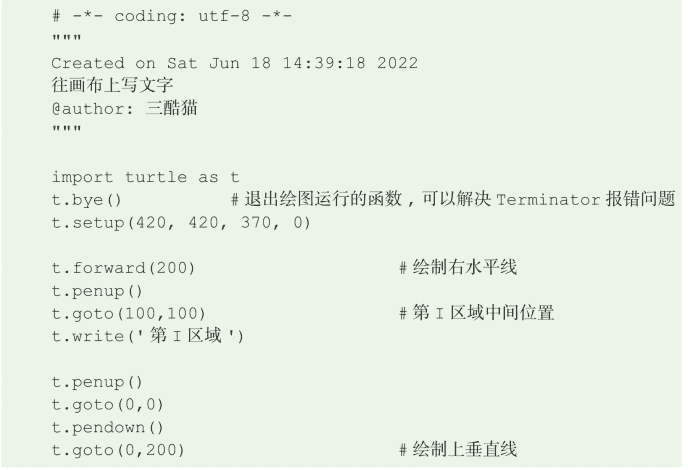 # -*- coding: utf-8 -*-
"""
Created on Sat Jun 18 14:39:18 2022
往画布上写文字
@author: 三酷猫
"""
import turtle as t
t.bye() #退出绘图运行的函数，可以解决 Terminator 报错问题
t.setup(420, 420, 370, 0)
t.forward(200) #绘制右水平线
t.penup()
t.goto(100,100) #第 I 区域中间位置
t.write('第 I 区域')
t.penup()
t.goto(0,0)
t.pendown()
t.goto(0,200) #绘制上垂直线